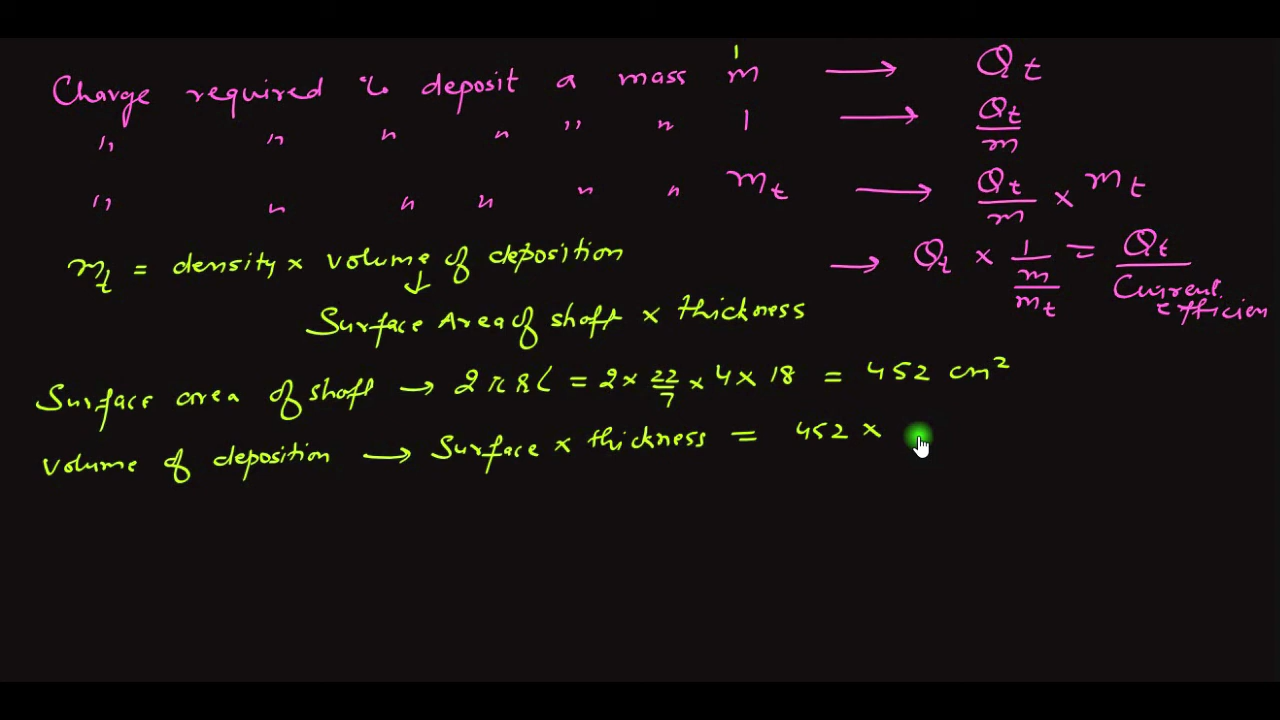 Charge required to deposit a mass m ⟶ Qt
" " " " " " 1 ⟶ Qt/m
" " " " " " mt ⟶ Qt/m × mt
mt = density × volume of deposition ⟶ Qt × 1/(m/mt) = Qt/Current Efficien
↓
Surface Area of shaft × thickness
Surface area of shaft → 2πRL = 2 × 22/7 × 4 × 18 = 452 cm²
volume of deposition ⟶ Surface × thickness = 452 ×